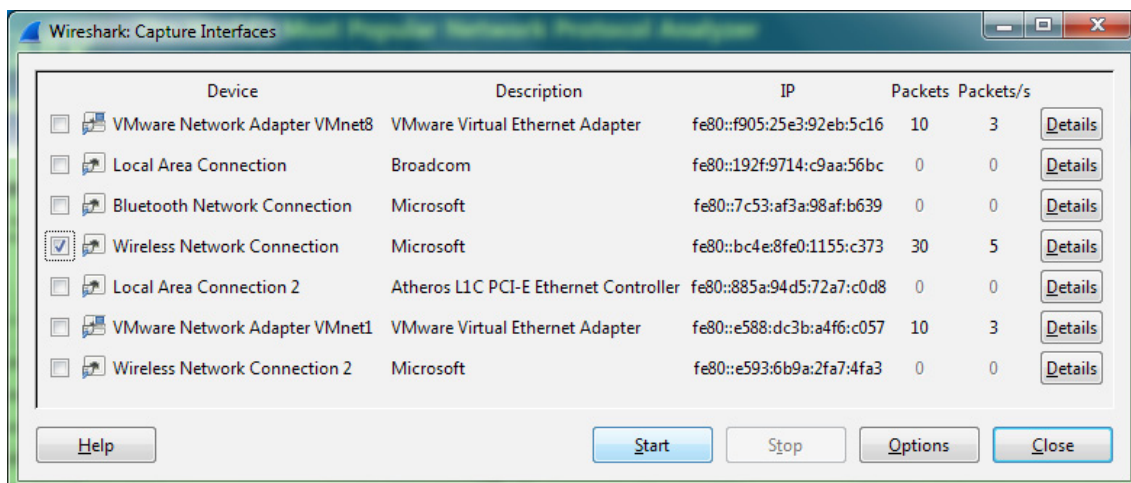 Most Popular Network Protocol Analyzer
Wireshark: Capture Interfaces
Device Description IP Packets Packets/s
VMware Network Adapter VMnet8 VMware Virtual Ethernet Adapter fe80::f905:25e3:92eb:5c16 10 3 Details
Local Area Connection Broadcom fe80::192f:9714:c9aa:56bc 0 0 Details
Bluetooth Network Connection Microsoft fe80::7c53:af3a:98af:b639 0 0 Details
Wireless Network Connection Microsoft fe80::bc4e:8fe0:1155:c373 30 5 Details
Local Area Connection 2 Atheros L1C PCI-E Ethernet Controller fe80::885a:94d5:72a7:c0d8 0 0 Details
VMware Network Adapter VMnet1 VMware Virtual Ethernet Adapter fe80::e588:dc3b:a4f6:c057 10 3 Details
Wireless Network Connection 2 Microsoft fe80::e593:6b9a:2fa7:4fa3 0 0 Details
Help Start Stop Options Close